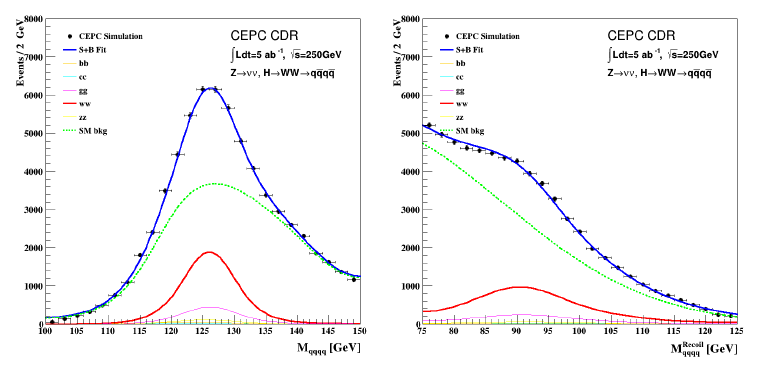 Events/2 GeV
8000
7000
6000
5000
4000
3000
2000
1000
0
100 105 110 115 120 125 130 135 140 145 150
M_qqqq [GeV]
CEPC Simulation
S+B Fit
bb
cc
gg
ww
zz
SM bkg
CEPC CDR
∫Ldt=5 ab⁻¹, √s=250GeV
Z→νν, H→WW→qq̅qq̅
Events/2 GeV
8000
7000
6000
5000
4000
3000
2000
1000
0
75 80 85 90 95 100 105 110 115 120 125
M_qqqq^Recoil [GeV]
CEPC Simulation
S+B Fit
bb
cc
gg
ww
zz
SM bkg
CEPC CDR
∫Ldt=5 ab⁻¹, √s=250GeV
Z→νν, H→WW→qq̅qq̅